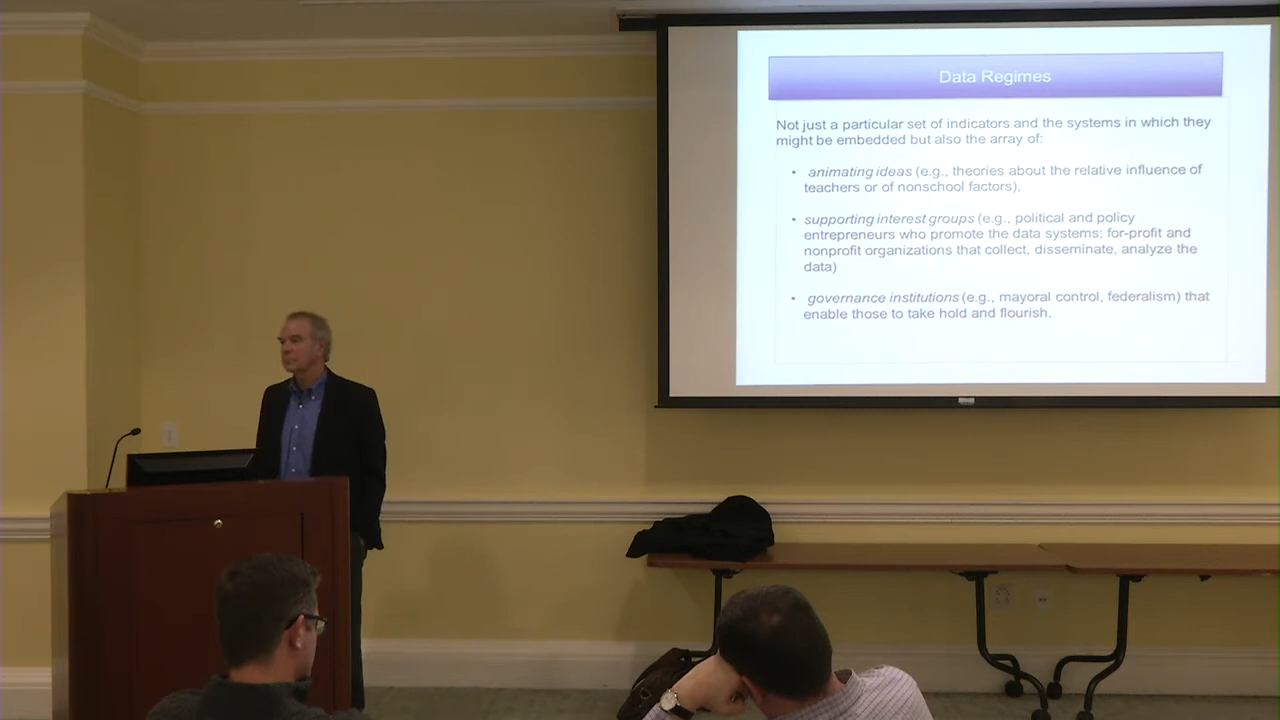 Data Regimes
Not just a particular set of indicators and the systems in which they
might be embedded but also the array of:
• animating ideas (e.g., theories about the relative influence of
teachers or of nonschool factors),
• supporting interest groups (e.g., political and policy
entrepreneurs who promote the data systems; for-profit and
nonprofit organizations that collect, disseminate, analyze the
data)
• governance institutions (e.g., mayoral control, federalism) that
enable those to take hold and flourish.